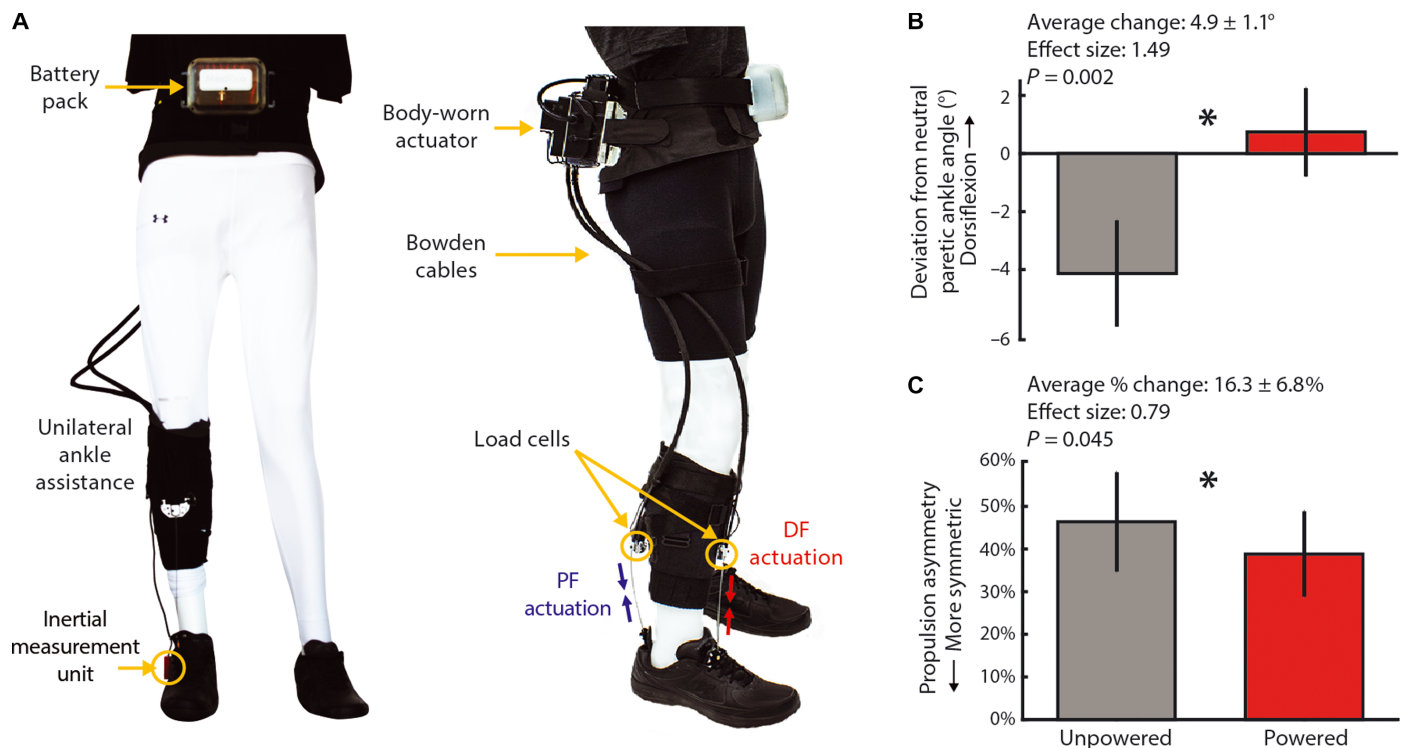 A
Battery
pack
Body-worn
actuator
Bowden
cables
Unilateral
ankle
assistance
Load cells
DF
actuation
PF
actuation
Inertial
measurement
unit
B
Average change: 4.9 ± 1.1°
Effect size: 1.49
P = 0.002
Deviation from neutral
paretic ankle angle (°)
Dorsiflexion
2
0
−2
−4
−6
*
C
Average % change: 16.3 ± 6.8%
Effect size: 0.79
P = 0.045
Propulsion asymmetry
More symmetric
60%
50%
40%
30%
20%
10%
0%
*
Unpowered
Powered